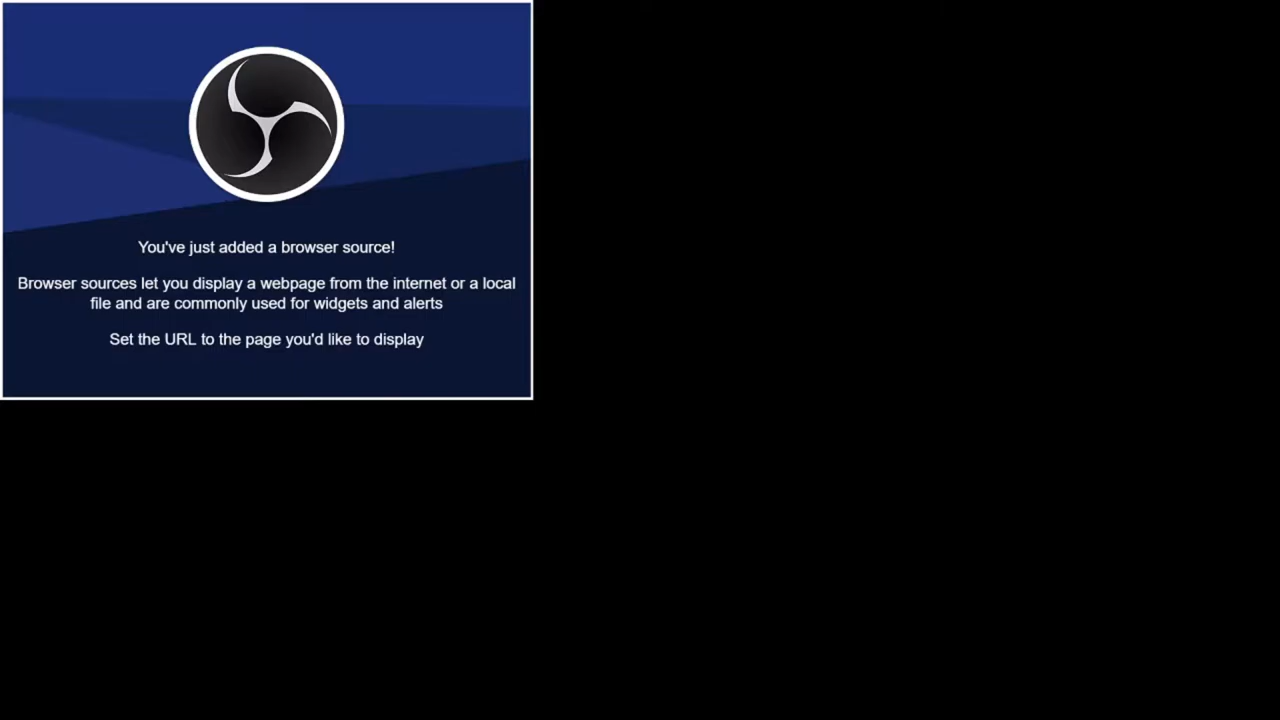 You've just added a browser source!
Browser sources let you display a webpage from the internet or a local
file and are commonly used for widgets and alerts
Set the URL to the page you'd like to display